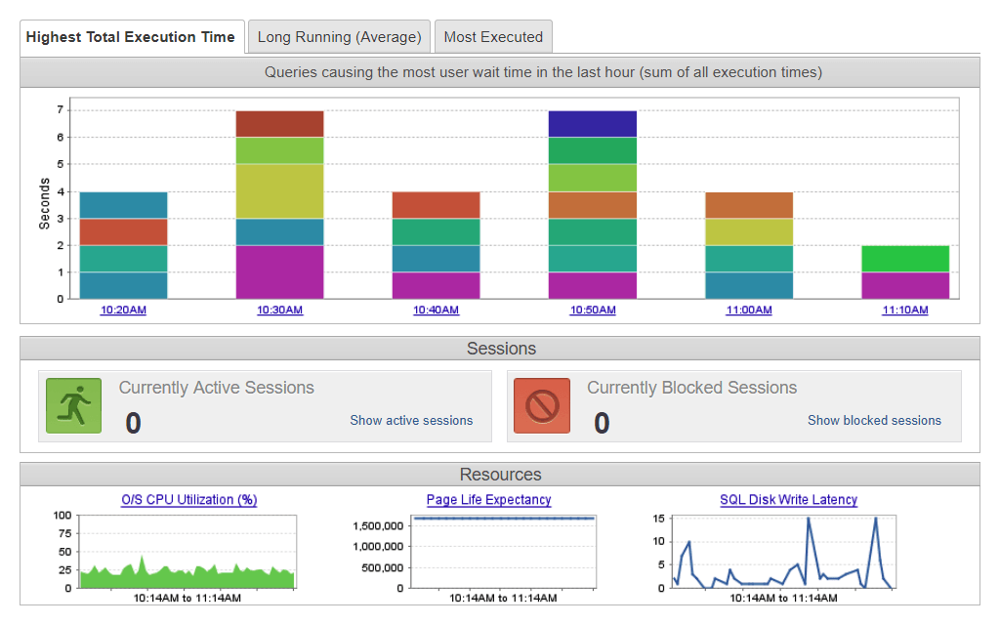 Highest Total Execution Time Long Running (Average) Most Executed
Queries causing the most user wait time in the last hour (sum of all execution times)
7
6
5
4
3
2
1
0
Seconds
10:20AM 10:30AM 10:40AM 10:50AM 11:00AM 11:10AM
Sessions
Currently Active Sessions
0
Show active sessions
Currently Blocked Sessions
0
Show blocked sessions
Resources
O/S CPU Utilization (%)
100
75
50
25
0
10:14AM to 11:14AM
Page Life Expectancy
1,500,000
1,000,000
500,000
0
10:14AM to 11:14AM
SQL Disk Write Latency
15
10
5
0
10:14AM to 11:14AM